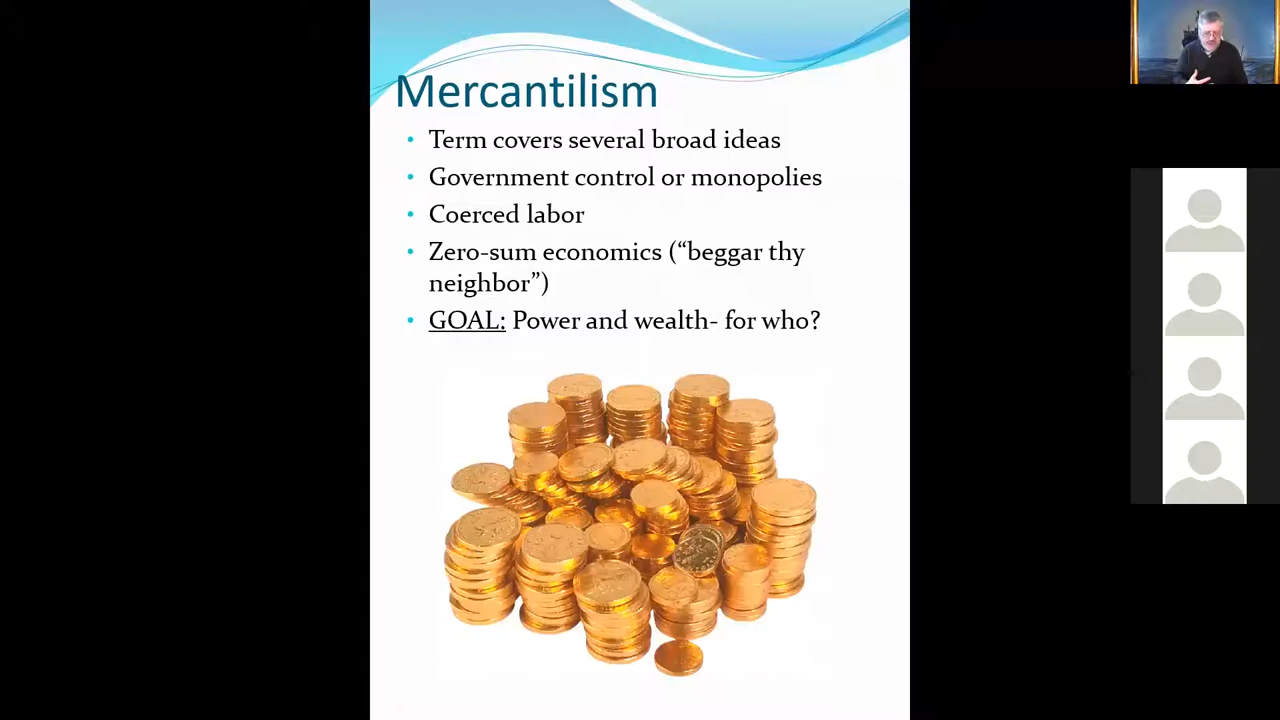 Mercantilism
• Term covers several broad ideas
• Government control or monopolies
• Coerced labor
• Zero-sum economics (“beggar thy
neighbor”)
• GOAL: Power and wealth- for who?